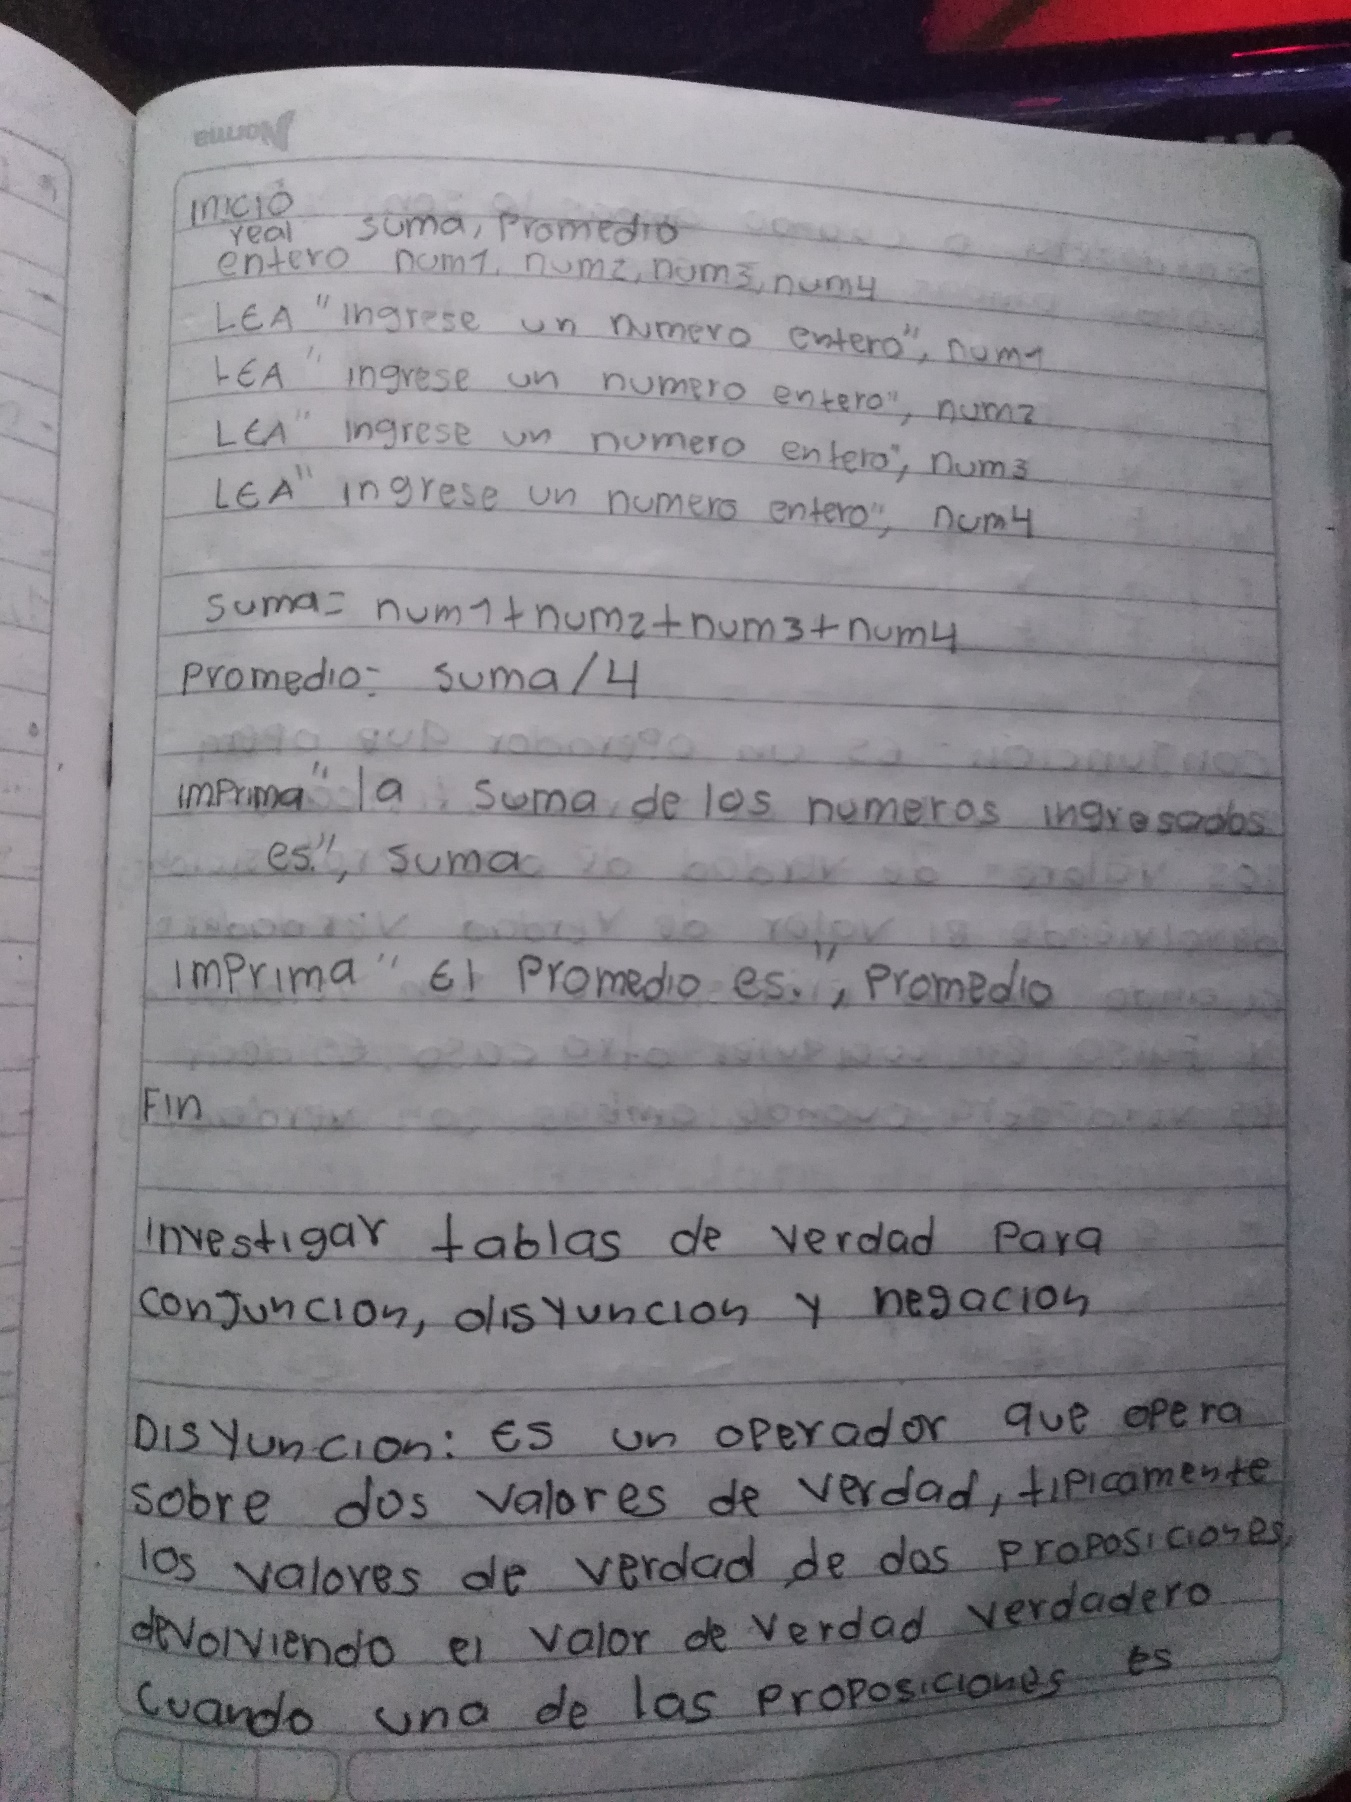 Norma
inicio
real suma, Promedio
entero num1, num2, num3, num4
LEA "ingrese un numero entero", num1
LEA "ingrese un numero entero", num2
LEA "ingrese un numero entero", num3
LEA "ingrese un numero entero", num4
suma= num1+num2+num3+num4
Promedio= suma/4
imprima "la suma de los numeros ingresados
es:", suma
imprima "El Promedio es:", Promedio
Fin
investigar tablas de verdad para
conjuncion, disyuncion y negacion
Disyuncion: Es un operador que opera
sobre dos valores de verdad, tipicamente
los valores de verdad de dos proposiciones,
devolviendo el valor de verdad verdadero
cuando una de las proposiciones es